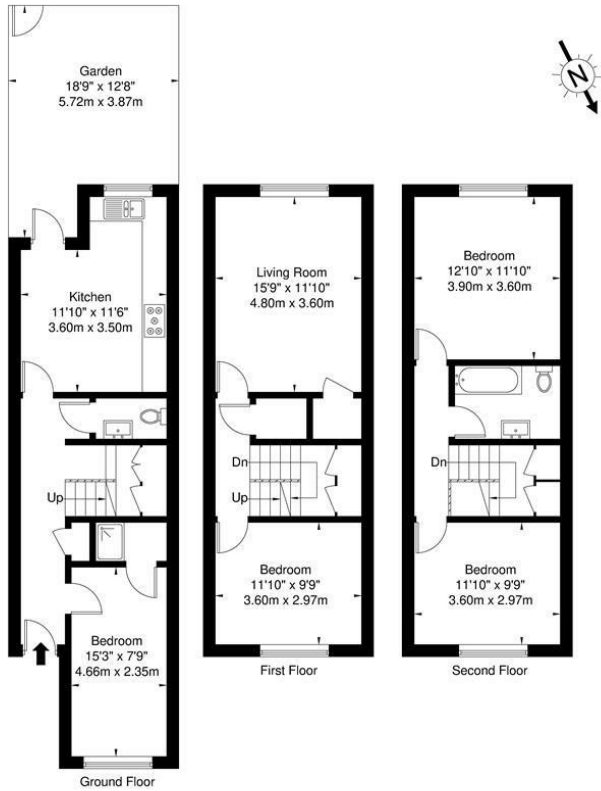 Garden
18'9" x 12'8"
5.72m x 3.87m
N
Kitchen
11'10" x 11'6"
3.60m x 3.50m
Up
Bedroom
15'3" x 7'9"
4.66m x 2.35m
Ground Floor
Living Room
15'9" x 11'10"
4.80m x 3.60m
Dn
Up
Bedroom
11'10" x 9'9"
3.60m x 2.97m
First Floor
Bedroom
12'10" x 11'10"
3.90m x 3.60m
Dn
Bedroom
11'10" x 9'9"
3.60m x 2.97m
Second Floor